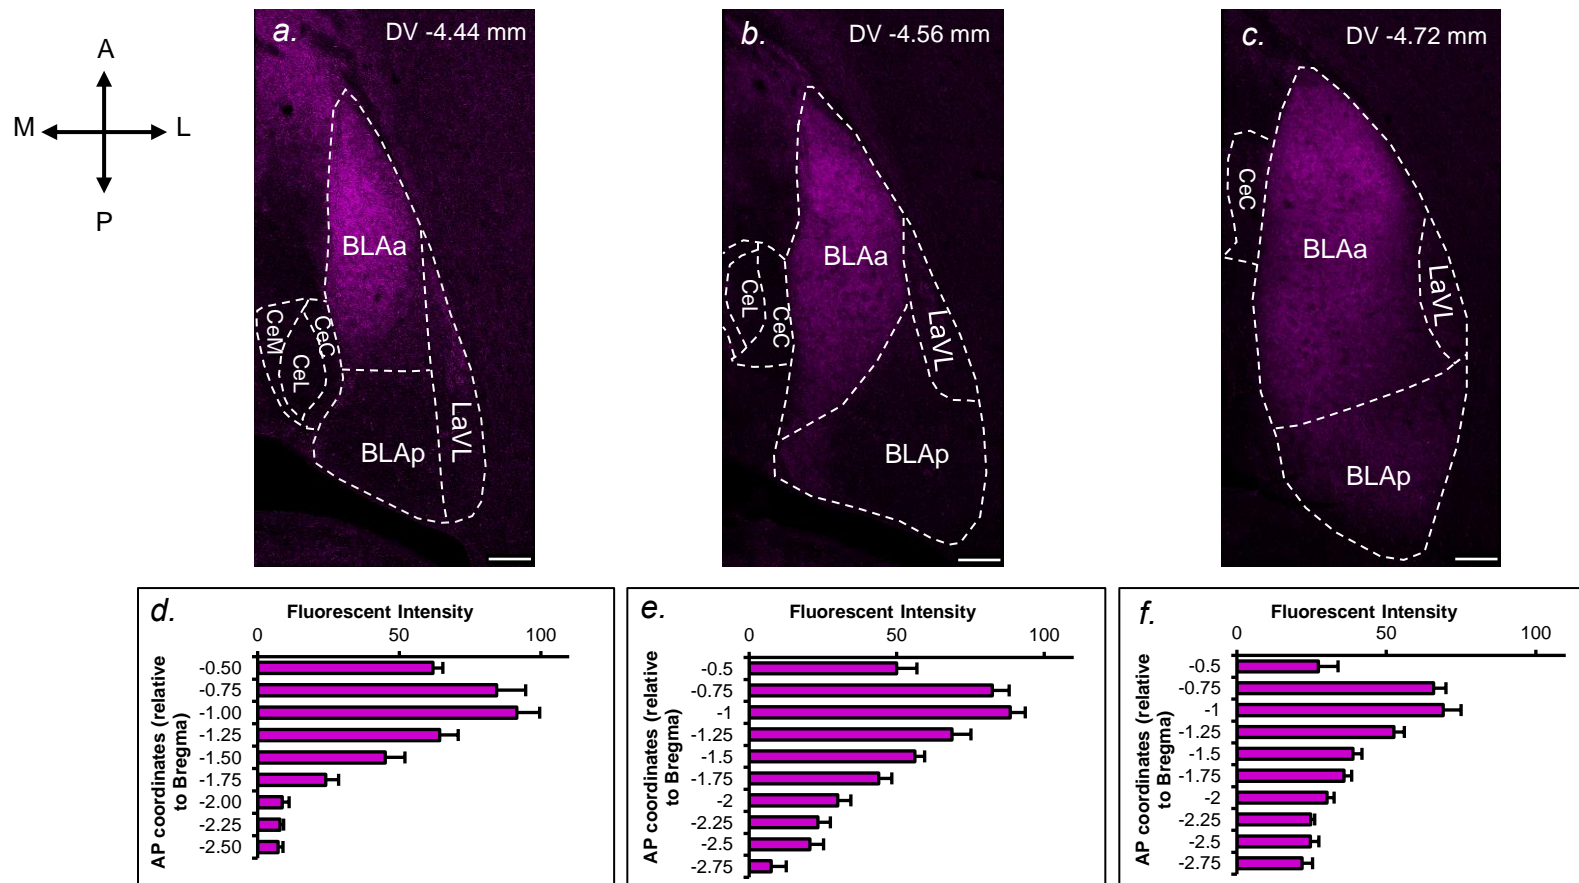 A
M L
P
a. DV -4.44 mm
BLAa
CeM
CeL
CeC
LaVL
BLAp
b. DV -4.56 mm
BLAa
CeL
CeC
LaVL
BLAp
c. DV -4.72 mm
CeC
BLAa
LaVL
BLAp
d.
Fluorescent Intensity
0 50 100
AP coordinates (relative
to Bregma)
-0.50
-0.75
-1.00
-1.25
-1.50
-1.75
-2.00
-2.25
-2.50
e.
Fluorescent Intensity
0 50 100
AP coordinates (relative
to Bregma)
-0.5
-0.75
-1
-1.25
-1.5
-1.75
-2
-2.25
-2.5
-2.75
f.
Fluorescent Intensity
0 50 100
AP coordinates (relative
to Bregma)
-0.5
-0.75
-1
-1.25
-1.5
-1.75
-2
-2.25
-2.5
-2.75